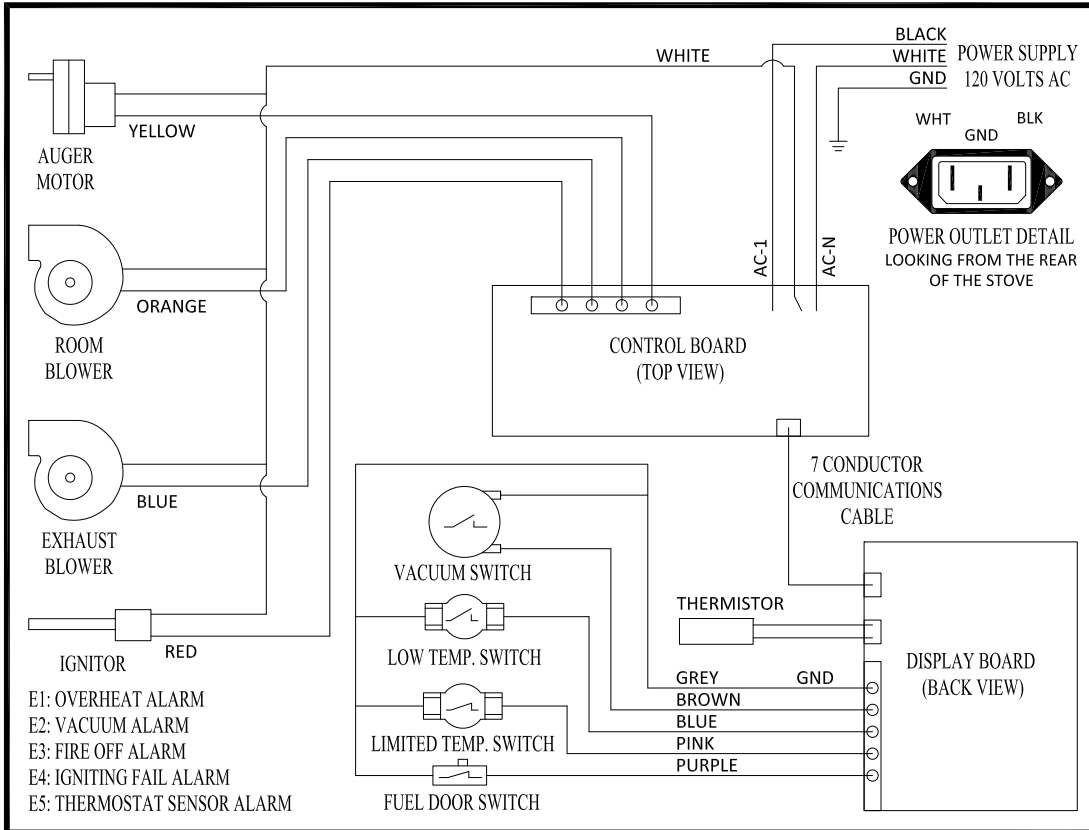 BLACK
WHITE
WHITE
GND
POWER SUPPLY
120 VOLTS AC
YELLOW
AUGER
MOTOR
WHT
BLK
GND
POWER OUTLET DETAIL
LOOKING FROM THE REAR
OF THE STOVE
AC-1
AC-N
ORANGE
ROOM
BLOWER
CONTROL BOARD
(TOP VIEW)
BLUE
EXHAUST
BLOWER
7 CONDUCTOR
COMMUNICATIONS
CABLE
VACUUM SWITCH
THERMISTOR
RED
IGNITOR
LOW TEMP. SWITCH
DISPLAY BOARD
(BACK VIEW)
GREY
GND
BROWN
BLUE
PINK
PURPLE
LIMITED TEMP. SWITCH
FUEL DOOR SWITCH
E1: OVERHEAT ALARM
E2: VACUUM ALARM
E3: FIRE OFF ALARM
E4: IGNITING FAIL ALARM
E5: THERMOSTAT SENSOR ALARM